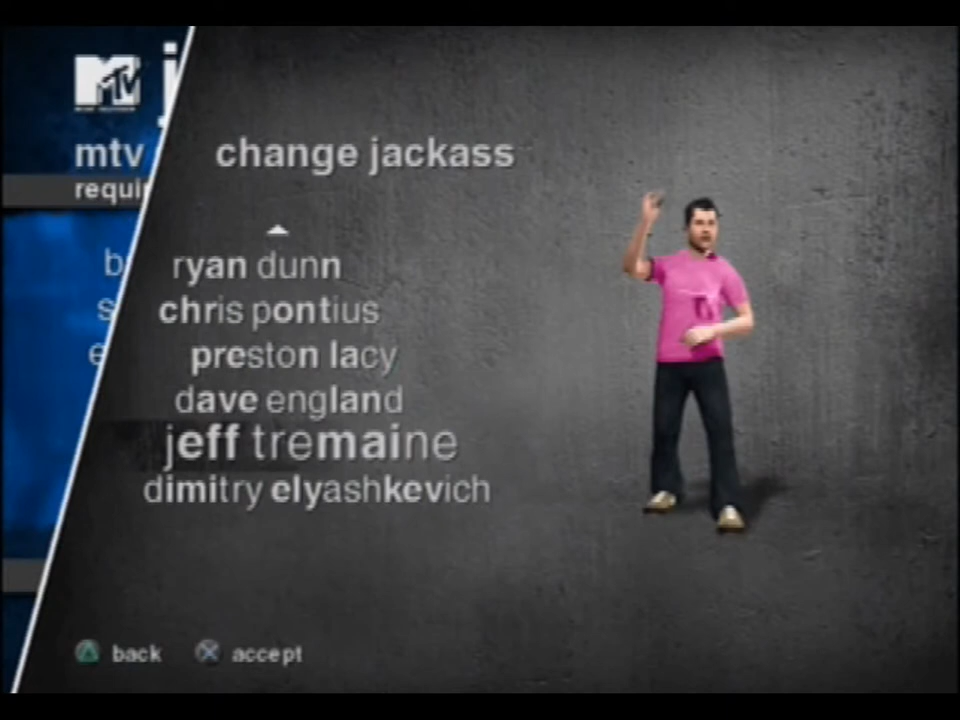 MTV j
mtv
requi
change jackass
b
s
e
ryan dunn
chris pontius
preston lacy
dave england
jeff tremaine
dimitry elyashkevich
back accept